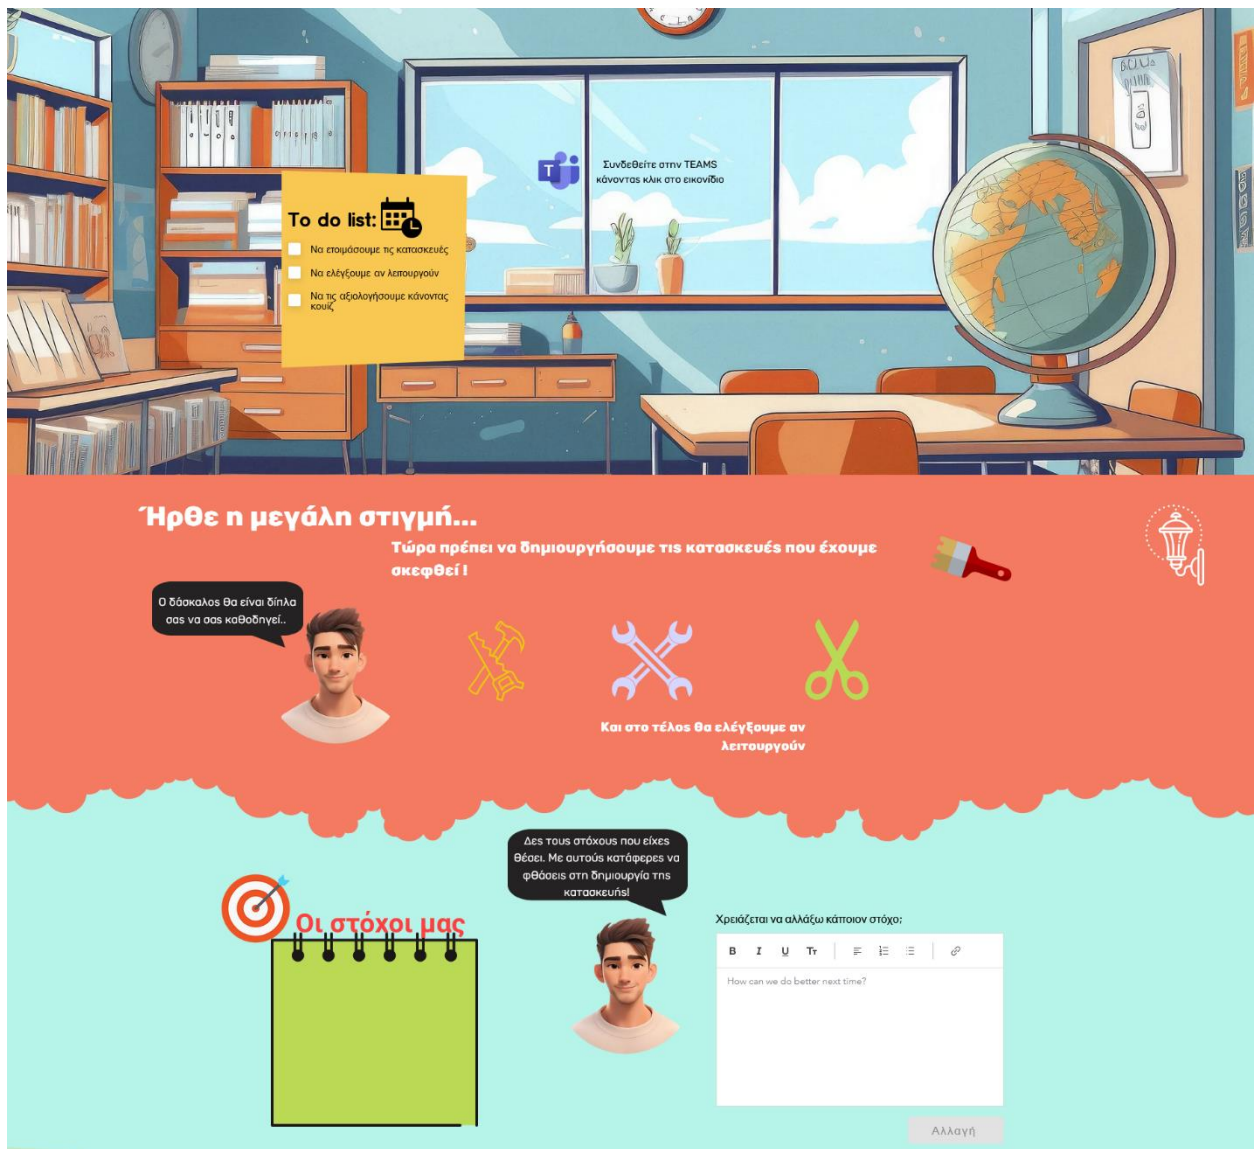 Συνδεθείτε στην TEAMS
κάνοντας κλικ στο εικονίδιο
To do list:
Να ετοιμάσουμε τις κατασκευές
Να ελέγξουμε αν λειτουργούν
Να τις αξιολογήσουμε κάνοντας
κουίζ
Ήρθε η μεγάλη στιγμή...
Τώρα πρέπει να δημιουργήσουμε τις κατασκευές που έχουμε
σκεφθεί !
Ο δάσκαλος θα είναι δίπλα
σας να σας καθοδηγεί..
Και στο τέλος θα ελέγξουμε αν
λειτουργούν
Δες τους στόχους που είχες
θέσει. Με αυτούς κατάφερες να
φθάσεις στη δημιουργία της
κατασκευής!
Οι στόχοι μας
Χρειάζεται να αλλάξω κάποιον στόχο;
B I U Tт
How can we do better next time?
Αλλαγή